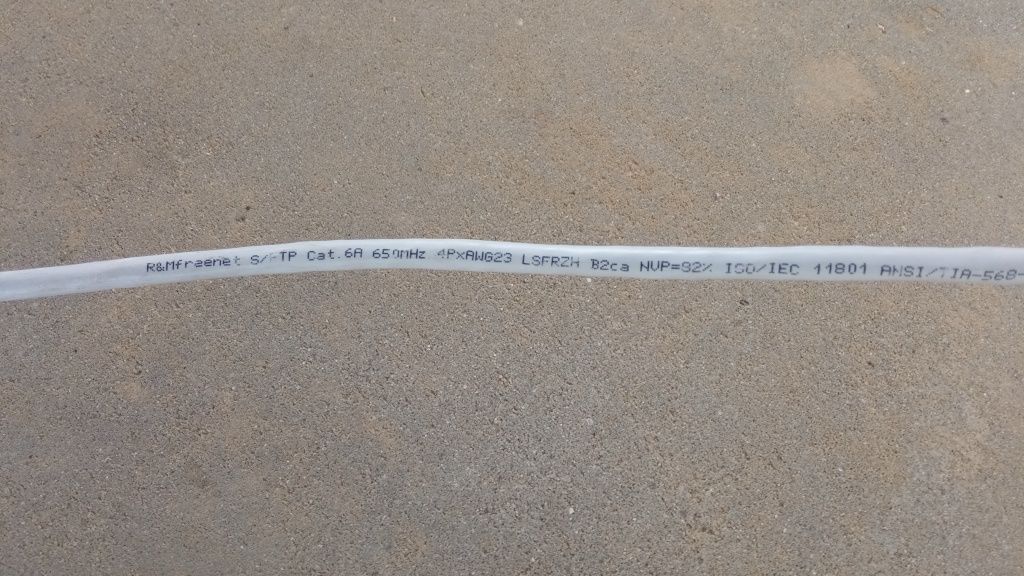 R&Mfreenet S/FTP Cat.6A 650MHz 4PxAWG23 LSFRZH B2ca NVP=82% ISO/IEC 11801 ANSI/TIA-568-